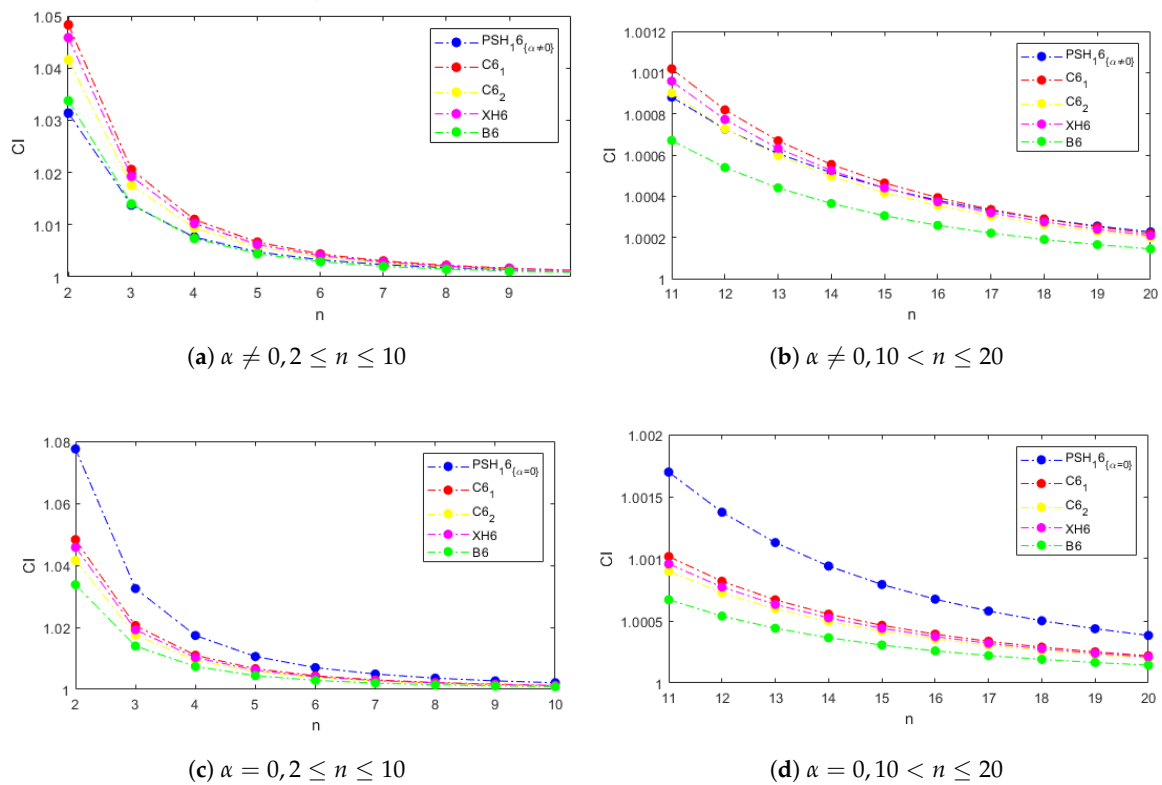 1.05
1.04
1.03
1.02
1.01
1
CI
2 3 4 5 6 7 8 9
n
PSH₁6{α≠0}
C6₁
C6₂
XH6
B6
(a) α ≠ 0, 2 ≤ n ≤ 10
1.0012
1.001
1.0008
1.0006
1.0004
1.0002
1
CI
11 12 13 14 15 16 17 18 19 20
n
PSH₁6{α≠0}
C6₁
C6₂
XH6
B6
(b) α ≠ 0, 10 < n ≤ 20
1.08
1.06
1.04
1.02
1
CI
2 3 4 5 6 7 8 9 10
n
PSH₁6{α=0}
C6₁
C6₂
XH6
B6
(c) α = 0, 2 ≤ n ≤ 10
1.002
1.0015
1.001
1.0005
1
CI
11 12 13 14 15 16 17 18 19 20
n
PSH₁6{α=0}
C6₁
C6₂
XH6
B6
(d) α = 0, 10 < n ≤ 20